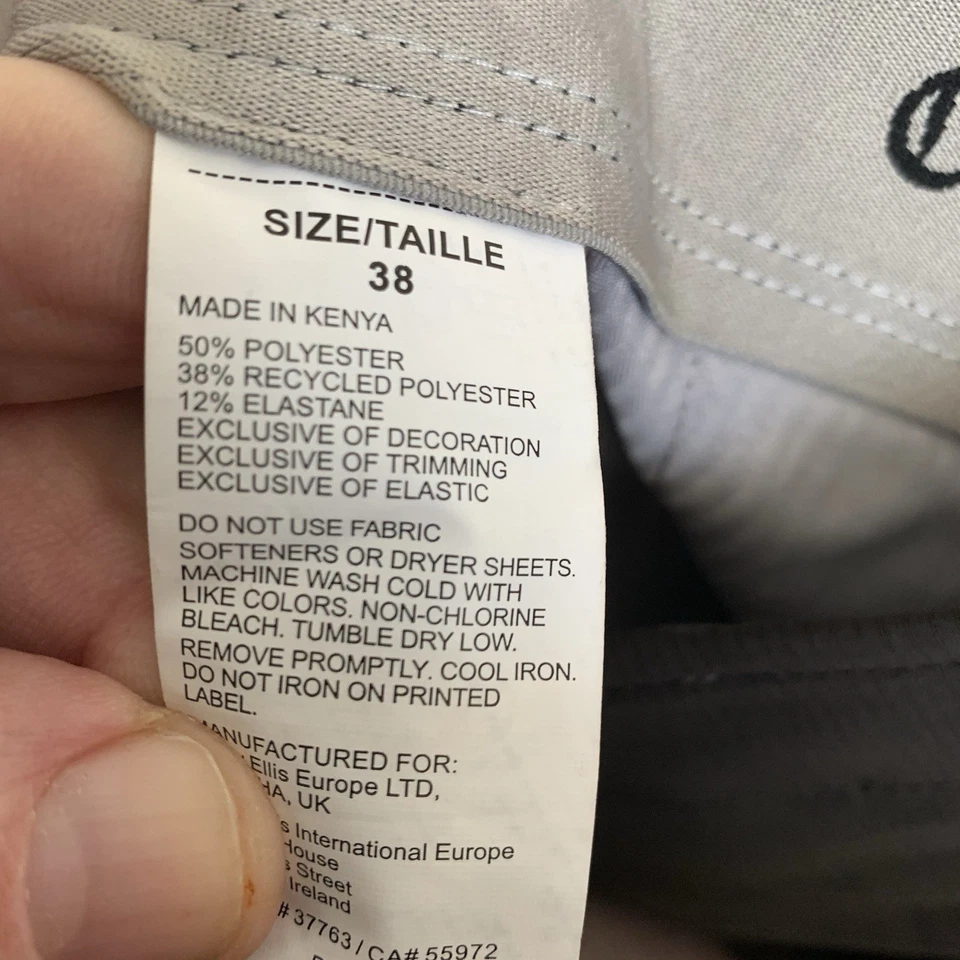 SIZE/TAILLE
38
MADE IN KENYA
50% POLYESTER
38% RECYCLED POLYESTER
12% ELASTANE
EXCLUSIVE OF DECORATION
EXCLUSIVE OF TRIMMING
EXCLUSIVE OF ELASTIC
DO NOT USE FABRIC
SOFTENERS OR DRYER SHEETS.
MACHINE WASH COLD WITH
LIKE COLORS. NON-CHLORINE
BLEACH. TUMBLE DRY LOW.
REMOVE PROMPTLY. COOL IRON.
DO NOT IRON ON PRINTED
LABEL.
MANUFACTURED FOR:
Ellis Europe LTD,
UK
International Europe
House
Street
Ireland
# 37763 / CA# 55972